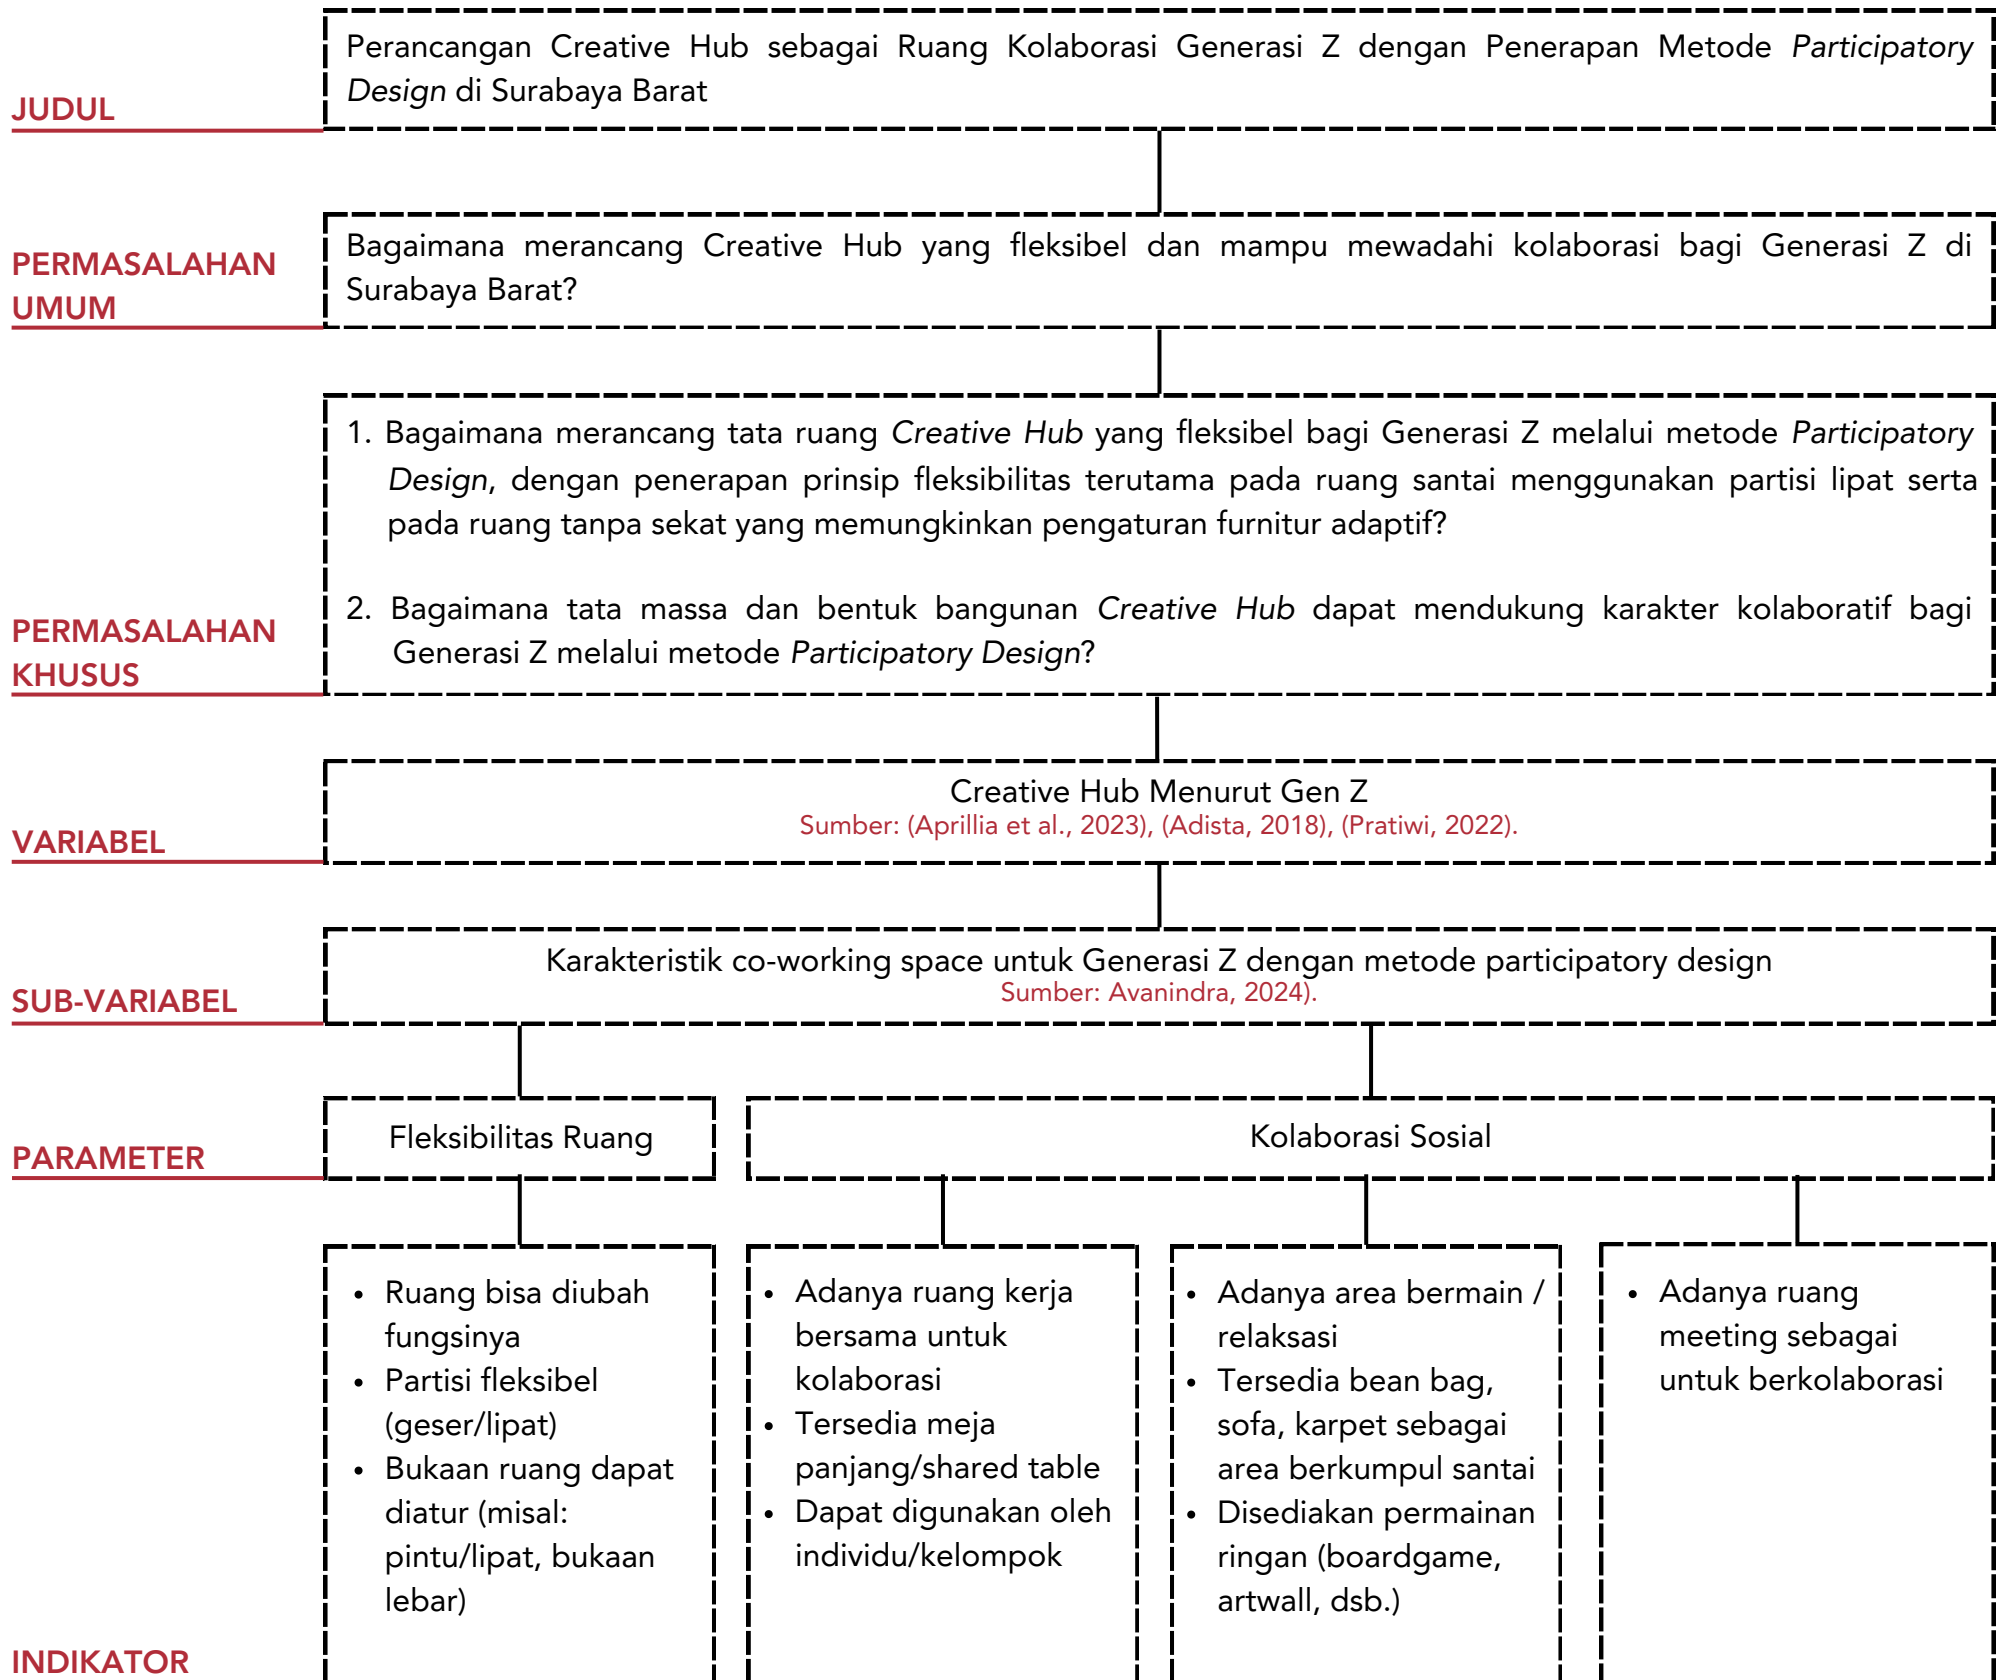 JUDUL
Perancangan Creative Hub sebagai Ruang Kolaborasi Generasi Z dengan Penerapan Metode Participatory
Design di Surabaya Barat
PERMASALAHAN
UMUM
Bagaimana merancang Creative Hub yang fleksibel dan mampu mewadahi kolaborasi bagi Generasi Z di
Surabaya Barat?
PERMASALAHAN
KHUSUS
1. Bagaimana merancang tata ruang Creative Hub yang fleksibel bagi Generasi Z melalui metode Participatory
Design, dengan penerapan prinsip fleksibilitas terutama pada ruang santai menggunakan partisi lipat serta
pada ruang tanpa sekat yang memungkinkan pengaturan furnitur adaptif?
2. Bagaimana tata massa dan bentuk bangunan Creative Hub dapat mendukung karakter kolaboratif bagi
Generasi Z melalui metode Participatory Design?
VARIABEL
Creative Hub Menurut Gen Z
Sumber: (Aprillia et al., 2023), (Adista, 2018), (Pratiwi, 2022).
SUB-VARIABEL
Karakteristik co-working space untuk Generasi Z dengan metode participatory design
Sumber: Avanindra, 2024).
PARAMETER
Fleksibilitas Ruang
Kolaborasi Sosial
INDIKATOR
• Ruang bisa diubah
fungsinya
• Partisi fleksibel
(geser/lipat)
• Bukaan ruang dapat
diatur (misal:
pintu/lipat, bukaan
lebar)
• Adanya ruang kerja
bersama untuk
kolaborasi
• Tersedia meja
panjang/shared table
• Dapat digunakan oleh
individu/kelompok
• Adanya area bermain /
relaksasi
• Tersedia bean bag,
sofa, karpet sebagai
area berkumpul santai
• Disediakan permainan
ringan (boardgame,
artwall, dsb.)
• Adanya ruang
meeting sebagai
untuk berkolaborasi